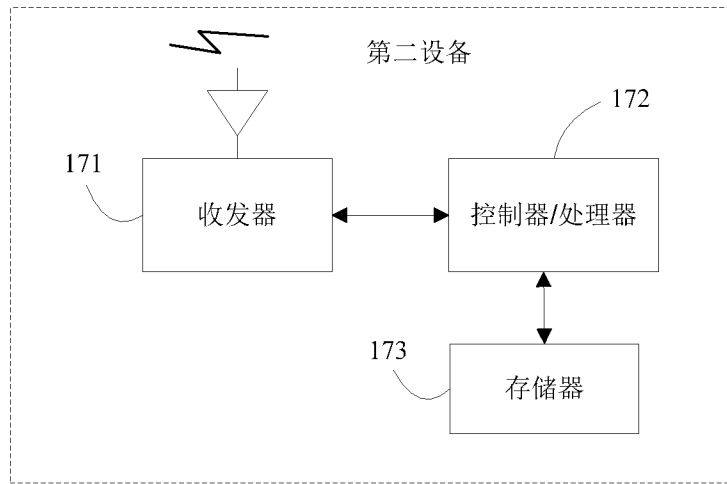 第二设备
172
171
收发器
控制器/处理器
173
存储器